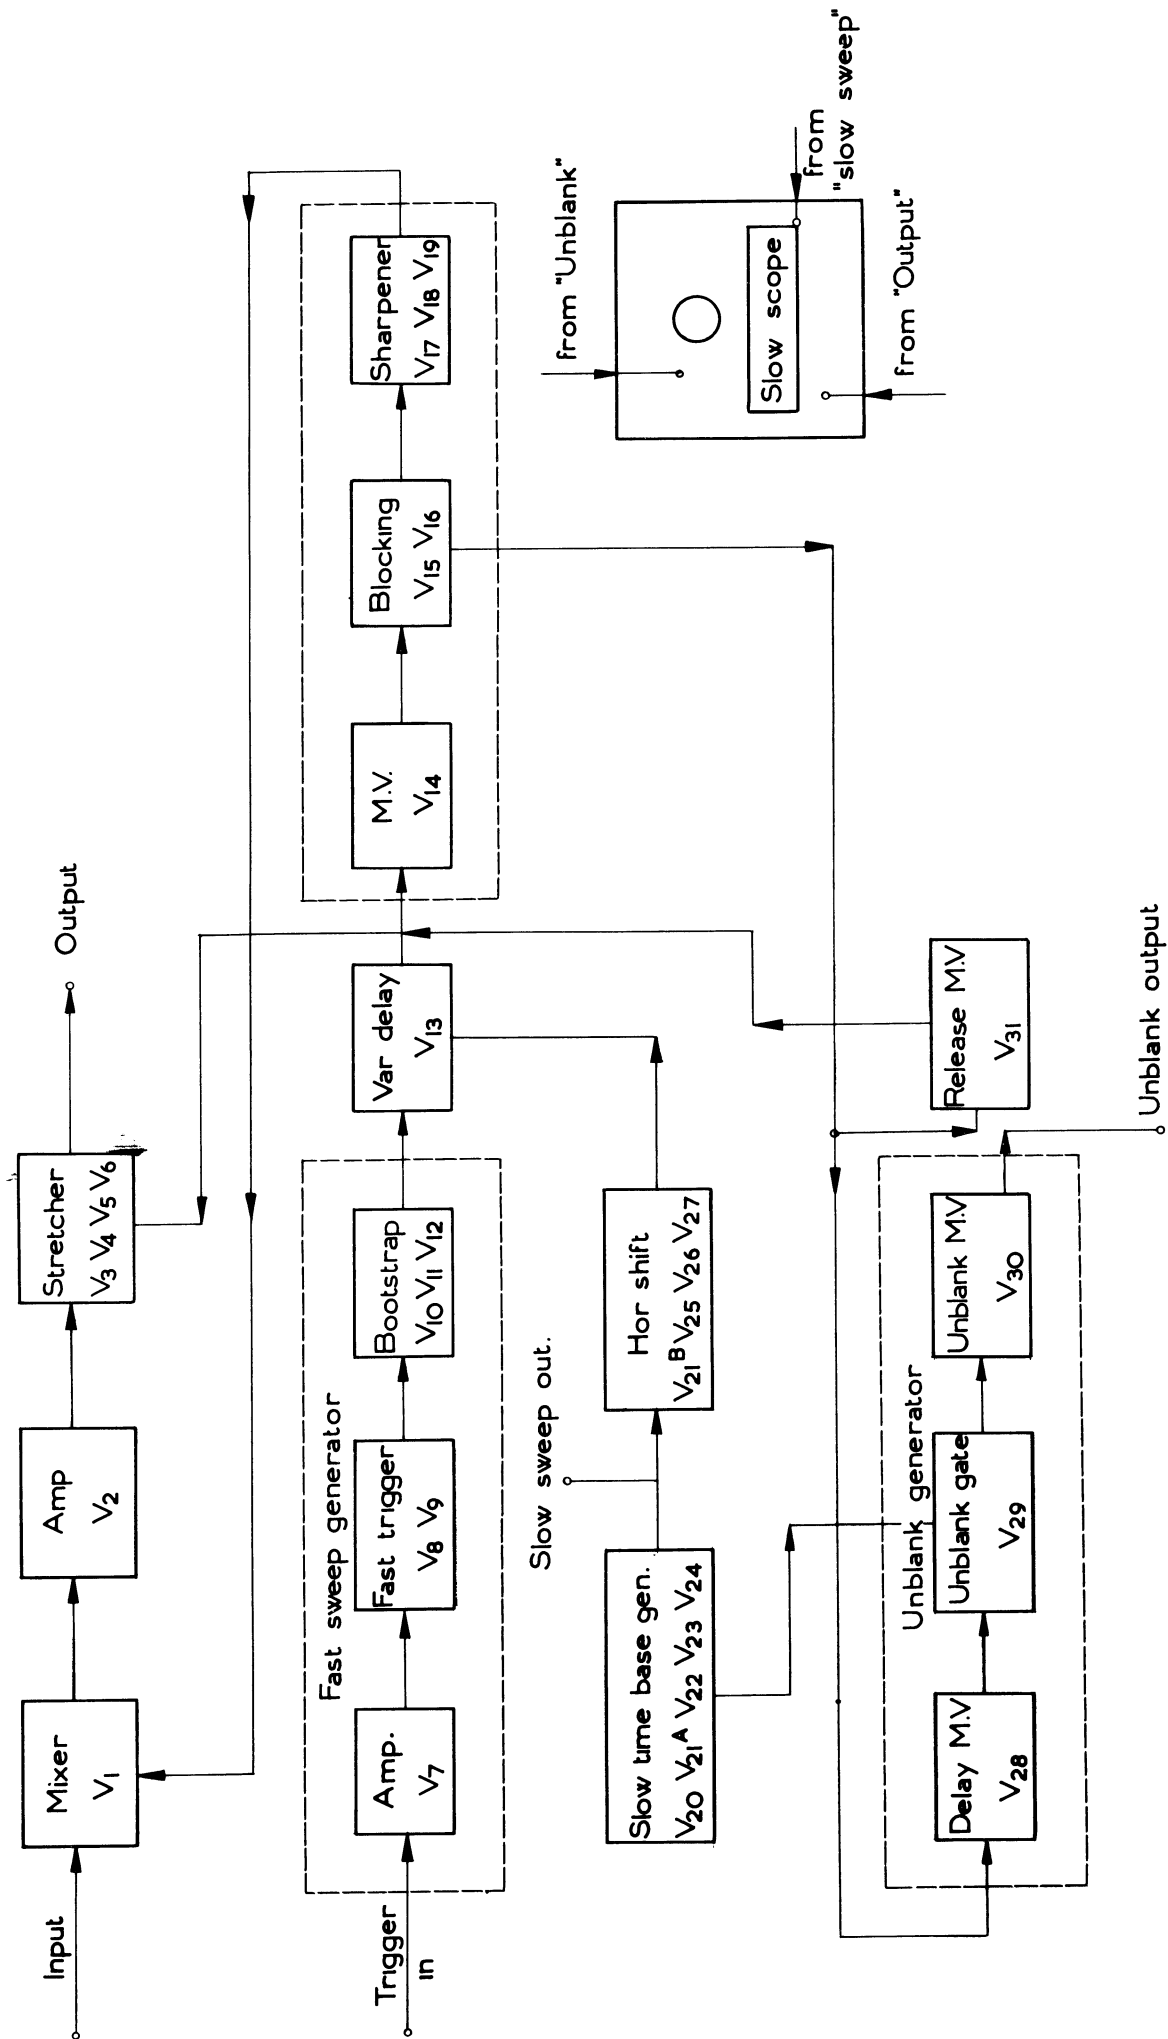 Input
Mixer
V1
Amp
V2
Stretcher
V3 V4 V5 V6
Output
Trigger
in
Fast sweep generator
Amp.
V7
Fast trigger
V8 V9
Bootstrap
V10 V11 V12
Var delay
V13
M.V.
V14
Blocking
V15 V16
Sharpener
V17 V18 V19
Slow sweep out.
Slow time base gen.
V20 V21A V22 V23 V24
Hor shift
V21B V25 V26 V27
from "Unblank"
Slow scope
from
"slow sweep"
from "Output"
Unblank generator
Delay M.V
V28
Unblank gate
V29
Unblank M.V
V30
Release M.V
V31
Unblank output